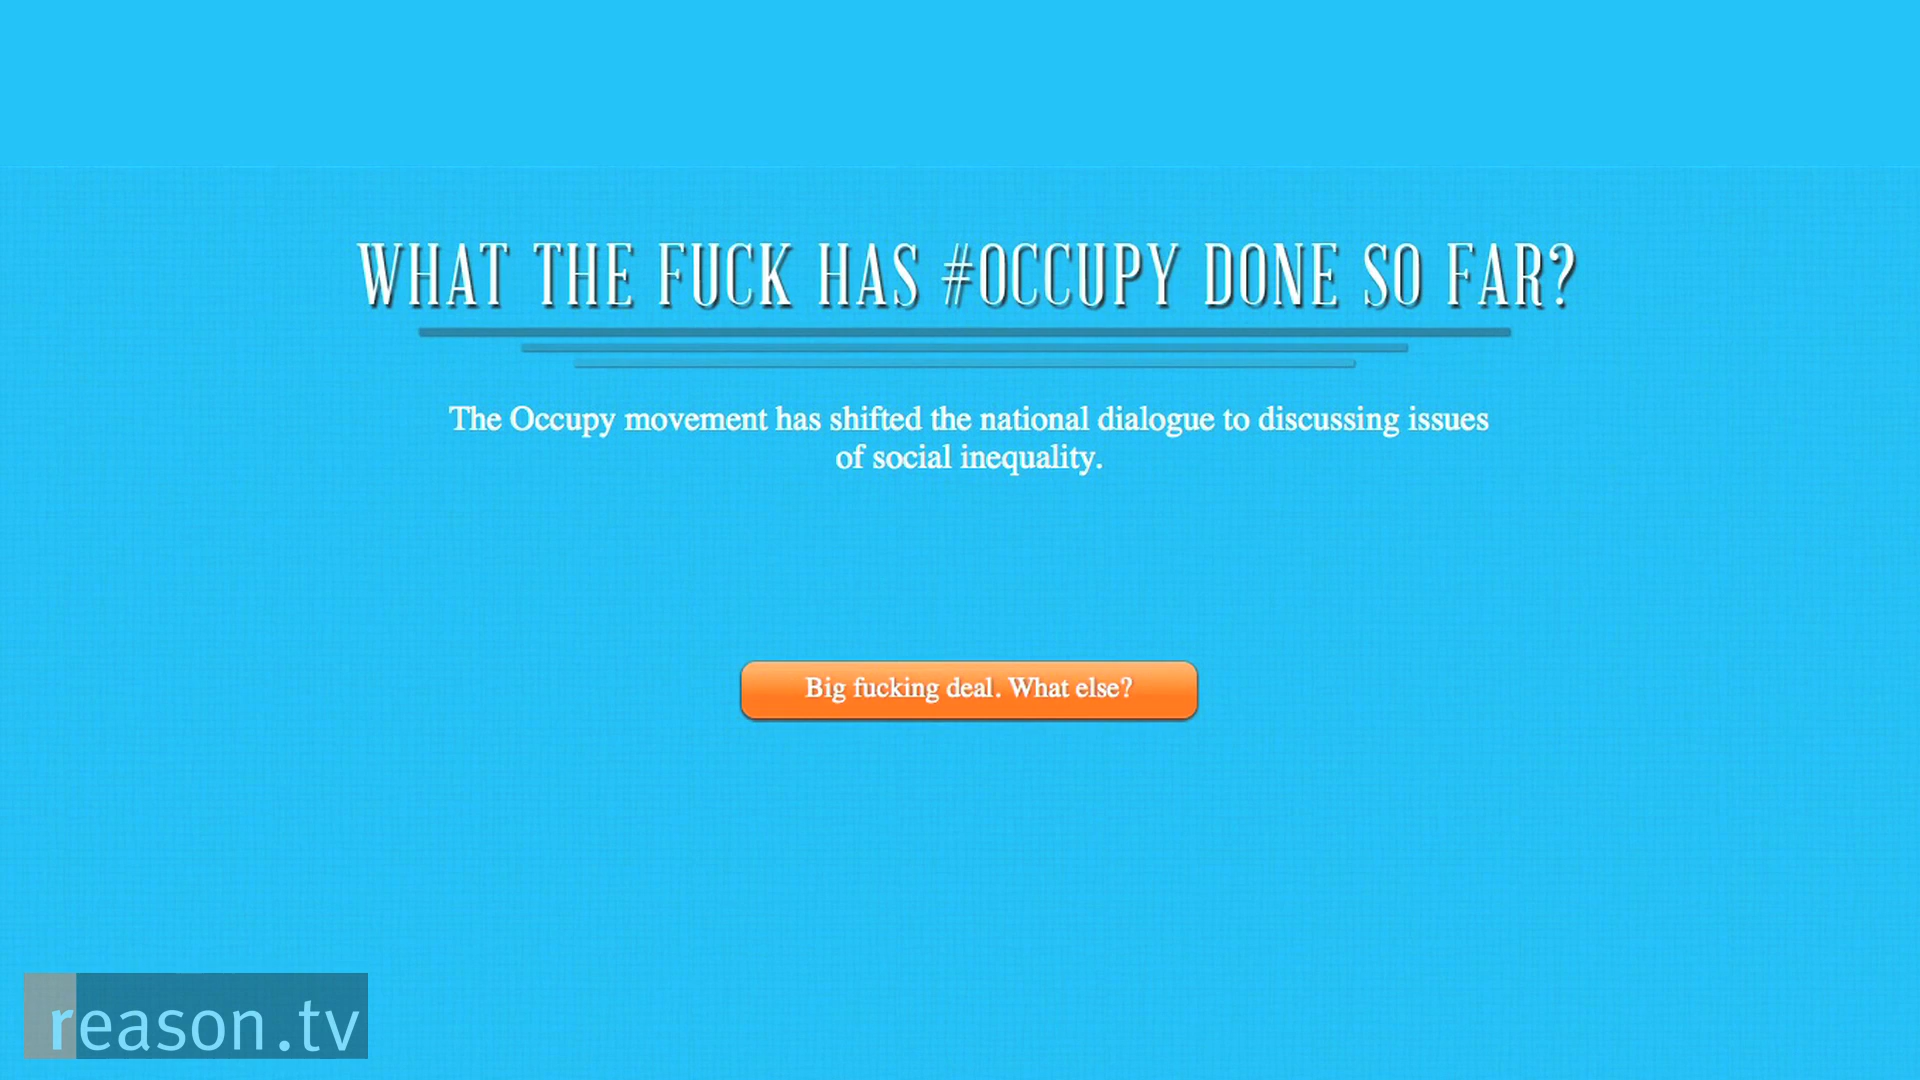 WHAT THE FUCK HAS #OCCUPY DONE SO FAR?
The Occupy movement has shifted the national dialogue to discussing issues
of social inequality.
Big fucking deal. What else?
reason.tv